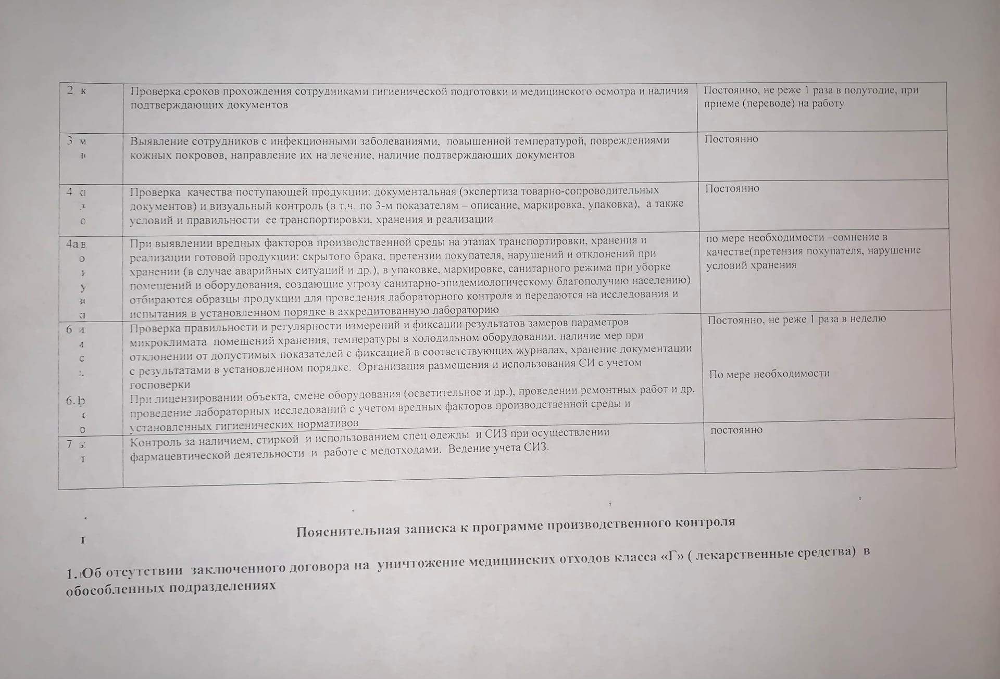 2 к
Проверка сроков прохождения сотрудниками гигиенической подготовки и медицинского осмотра и наличия
подтверждающих документов
Постоянно, не реже 1 раза в полугодие, при
приеме (переводе) на работу
3 м
Выявление сотрудников с инфекционными заболеваниями, повышенной температурой, повреждениями
кожных покровов, направление их на лечение, наличие подтверждающих документов
Постоянно
4
с
Проверка качества поступающей продукции: документальная (экспертиза товарно-сопроводительных
документов) и визуальный контроль (в т.ч. по 3-м показателям – описание, маркировка, упаковка), а также
условий и правильности ее транспортировки, хранения и реализации
Постоянно
4а в
о
у
При выявлении вредных факторов производственной среды на этапах транспортировки, хранения и
реализации готовой продукции: скрытого брака, претензии покупателя, нарушений и отклонений при
хранении (в случае аварийных ситуаций и др.), в упаковке, маркировке, санитарного режима при уборке
помещений и оборудования, создающие угрозу санитарно-эпидемиологическому благополучию населению)
отбираются образцы продукции для проведения лабораторного контроля и передаются на исследования и
испытания в установленном порядке в аккредитованную лабораторию
по мере необходимости –сомнение в
качестве(претензия покупателя, нарушение
условий хранения
6
с
Проверка правильности и регулярности измерений и фиксации результатов замеров параметров
микроклимата помещений хранения, температуры в холодильном оборудовании, наличие мер при
отклонении от допустимых показателей с фиксацией в соответствующих журналах, хранение документации
с результатами в установленном порядке. Организация размещения и использования СИ с учетом
госповерки
Постоянно, не реже 1 раза в неделю
6.
о
При лицензировании объекта, смене оборудования (осветительное и др.), проведении ремонтных работ и др.
проведение лабораторных исследований с учетом вредных факторов производственной среды и
установленных гигиенических нормативов
По мере необходимости
7
т
Контроль за наличием, стиркой и использованием спец одежды и СИЗ при осуществлении
фармацевтической деятельности и работе с медотходами. Ведение учета СИЗ.
постоянно
Пояснительная записка к программе производственного контроля
1. Об отсутствии заключенного договора на уничтожение медицинских отходов класса «Г» ( лекарственные средства) в
обособленных подразделениях